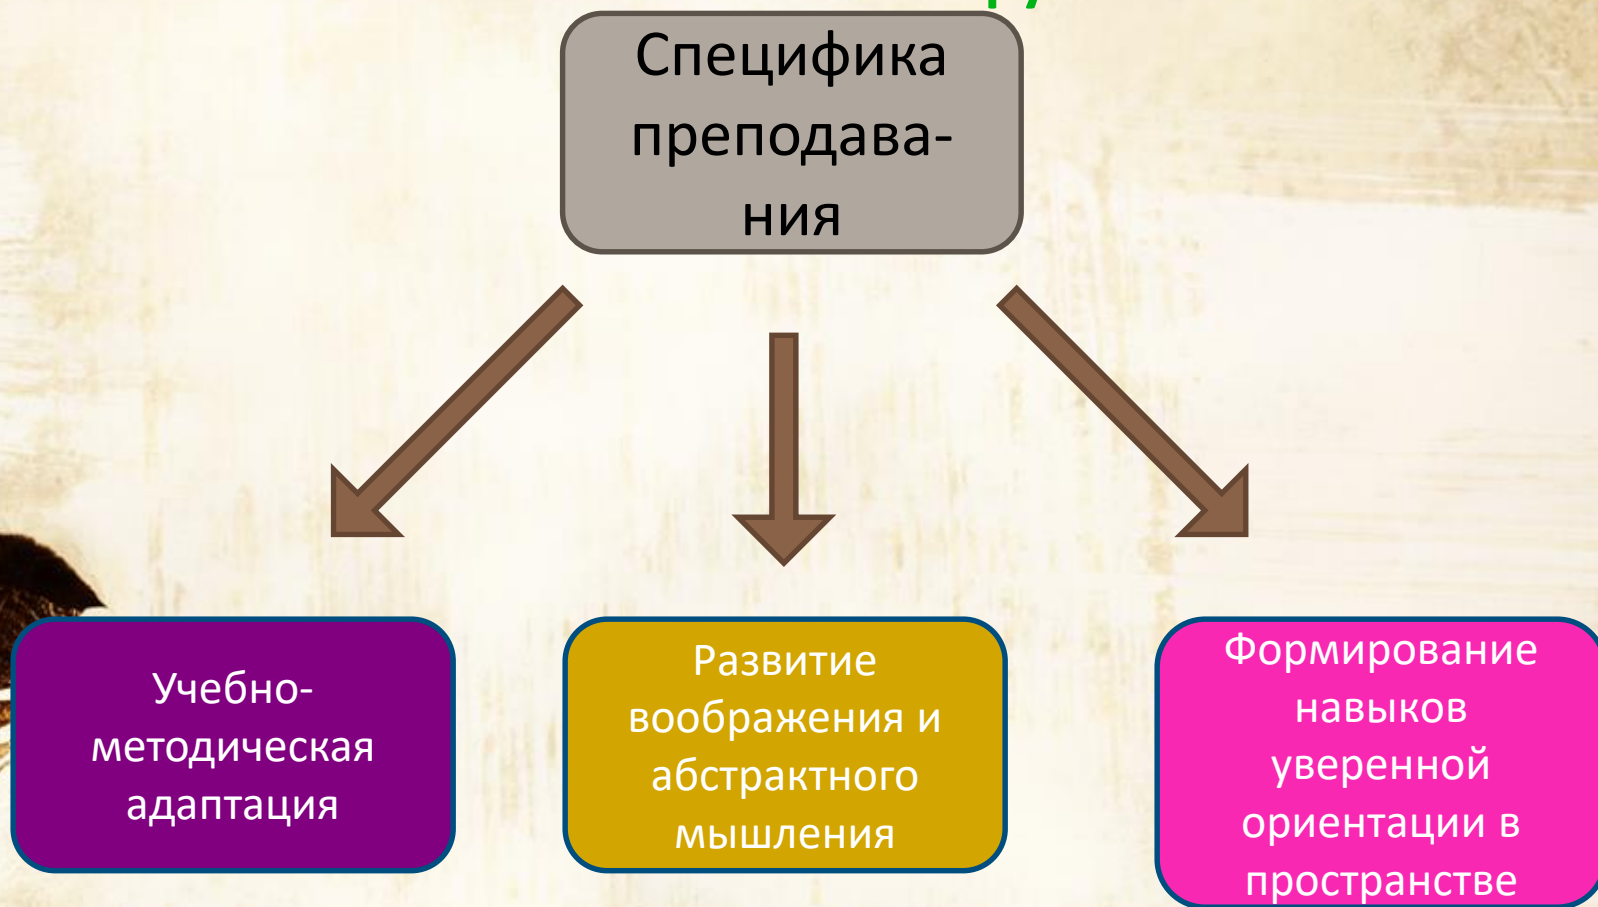 Специфика
преподава-
ния
Учебно-
методическая
адаптация
Развитие
воображения и
абстрактного
мышления
Формирование
навыков
уверенной
ориентации в
пространстве